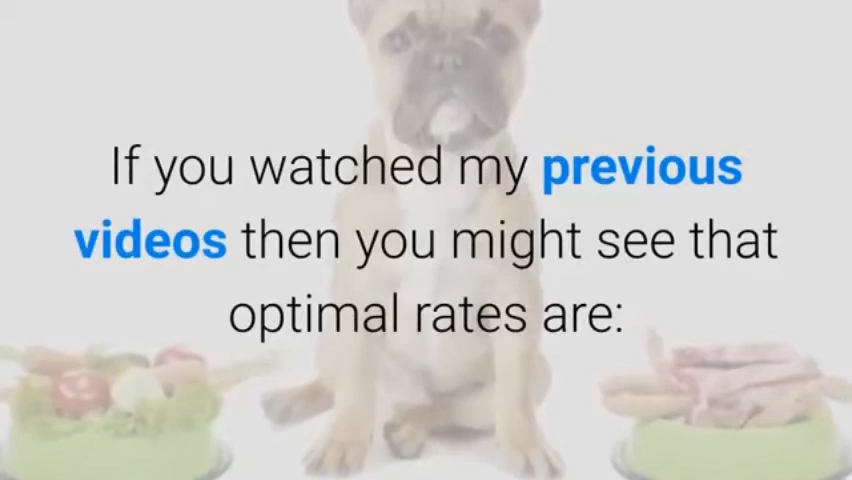 If you watched my previous
videos then you might see that
optimal rates are: